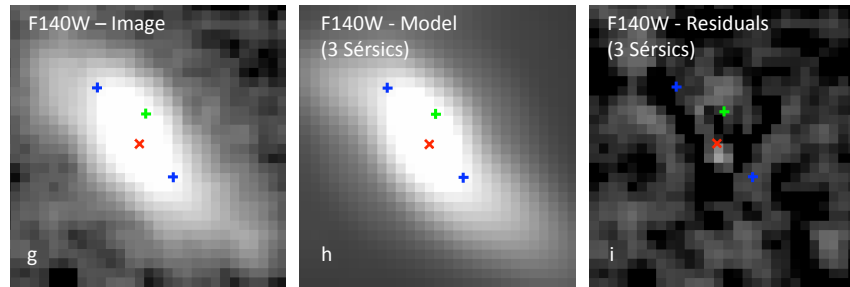 F140W – Image
g
F140W - Model
(3 Sérsics)
h
F140W - Residuals
(3 Sérsics)
i